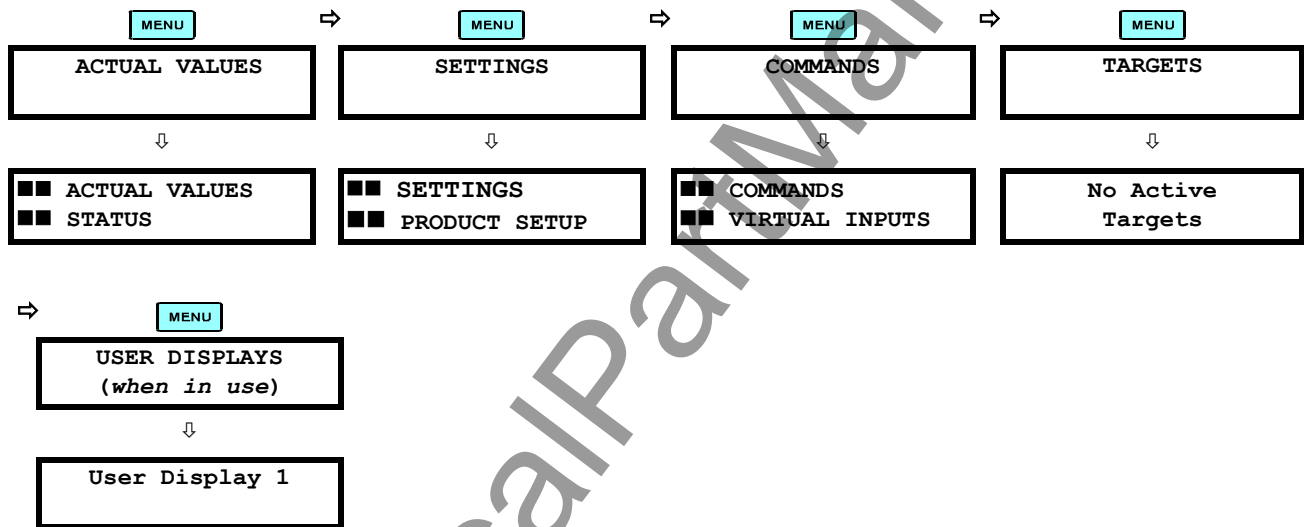 MENU ⇨ MENU ⇨ MENU ⇨ MENU
ACTUAL VALUES
SETTINGS
COMMANDS
TARGETS
⇩ ⇩ ⇩ ⇩
■■ ACTUAL VALUES
■■ STATUS
■■ SETTINGS
■■ PRODUCT SETUP
■■ COMMANDS
■■ VIRTUAL INPUTS
No Active
Targets
⇨ MENU
USER DISPLAYS
(when in use)
⇩
User Display 1
calPartMa